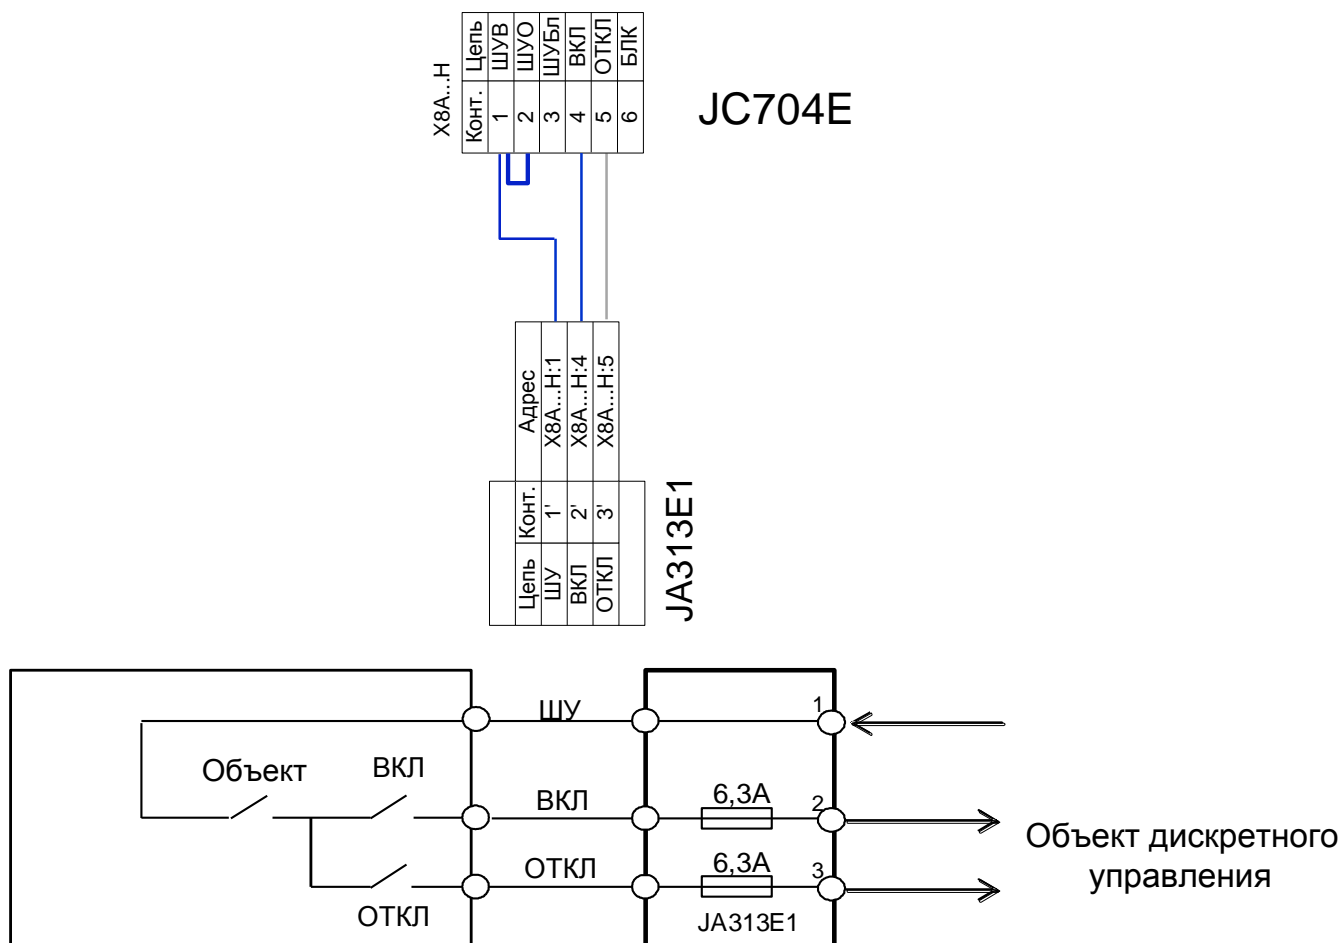 X8A...H
Конт. Цепь
1 ШУВ
2 ШУО
3 ШУБл
4 ВКЛ
5 ОТКЛ
6 БЛК
JC704E
Адрес
X8A...H:1
X8A...H:4
X8A...H:5
Цепь Конт.
ШУ 1'
ВКЛ 2'
ОТКЛ 3'
JA313E1
ШУ
1
Объект
ВКЛ
ВКЛ
6,3А
2
ОТКЛ
ОТКЛ
6,3А
3
JA313E1
Объект дискретного
управления